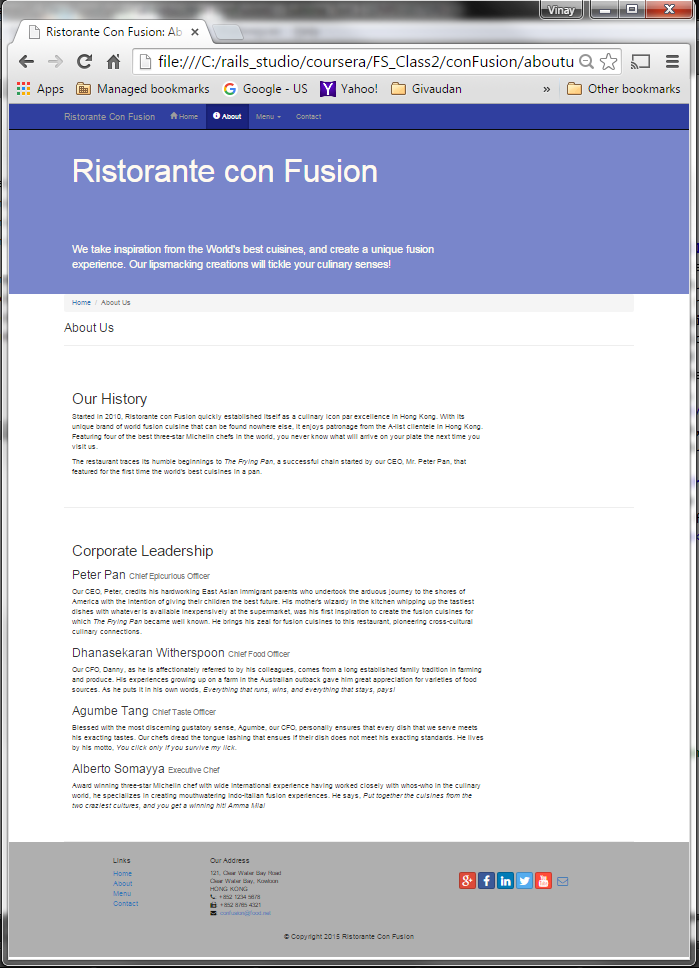 Vinay
Ristorante Con Fusion: Ab
file:///C:/rails_studio/coursera/FS_Class2/conFusion/aboutu
Apps Managed bookmarks Google - US Yahoo! Givaudan » Other bookmarks
Ristorante Con Fusion Home About Menu Contact
Ristorante con Fusion
We take inspiration from the World's best cuisines, and create a unique fusion
experience. Our lipsmacking creations will tickle your culinary senses!
Home / About Us
About Us
Our History
Started in 2010, Ristorante con Fusion quickly established itself as a culinary icon par excellence in Hong Kong. With its
unique brand of world fusion cuisine that can be found nowhere else, it enjoys patronage from the A-list clientele in Hong Kong.
Featuring four of the best three-star Michelin chefs in the world, you never know what will arrive on your plate the next time you
visit us.
The restaurant traces its humble beginnings to The Frying Pan, a successful chain started by our CEO, Mr. Peter Pan, that
featured for the first time the world's best cuisines in a pan.
Corporate Leadership
Peter Pan Chief Epicurious Officer
Our CEO, Peter, credits his hardworking East Asian immigrant parents who undertook the arduous journey to the shores of
America with the intention of giving their children the best future. His mother's wizardy in the kitchen whipping up the tastiest
dishes with whatever is available inexpensively at the supermarket, was his first inspiration to create the fusion cuisines for
which The Frying Pan became well known. He brings his zeal for fusion cuisines to this restaurant, pioneering cross-cultural
culinary connections.
Dhanasekaran Witherspoon Chief Food Officer
Our CFO, Danny, as he is affectionately referred to by his colleagues, comes from a long established family tradition in farming
and produce. His experiences growing up on a farm in the Australian outback gave him great appreciation for varieties of food
sources. As he puts it in his own words, Everything that runs, wins, and everything that stays, pays!
Agumbe Tang Chief Taste Officer
Blessed with the most discerning gustatory sense, Agumbe, our CFO, personally ensures that every dish that we serve meets
his exacting tastes. Our chefs dread the tongue lashing that ensues if their dish does not meet his exacting standards. He lives
by his motto, You click only if you survive my lick.
Alberto Somayya Executive Chef
Award winning three-star Michelin chef with wide international experience having worked closely with whos-who in the culinary
world, he specializes in creating mouthwatering Indo-Italian fusion experiences. He says, Put together the cuisines from the
two craziest cultures, and you get a winning hit! Amma Mia!
Links
Home
About
Menu
Contact
Our Address
121, Clear Water Bay Road
Clear Water Bay, Kowloon
HONG KONG
: +852 1234 5678
: +852 8765 4321
: confusion@food.net
© Copyright 2015 Ristorante Con Fusion